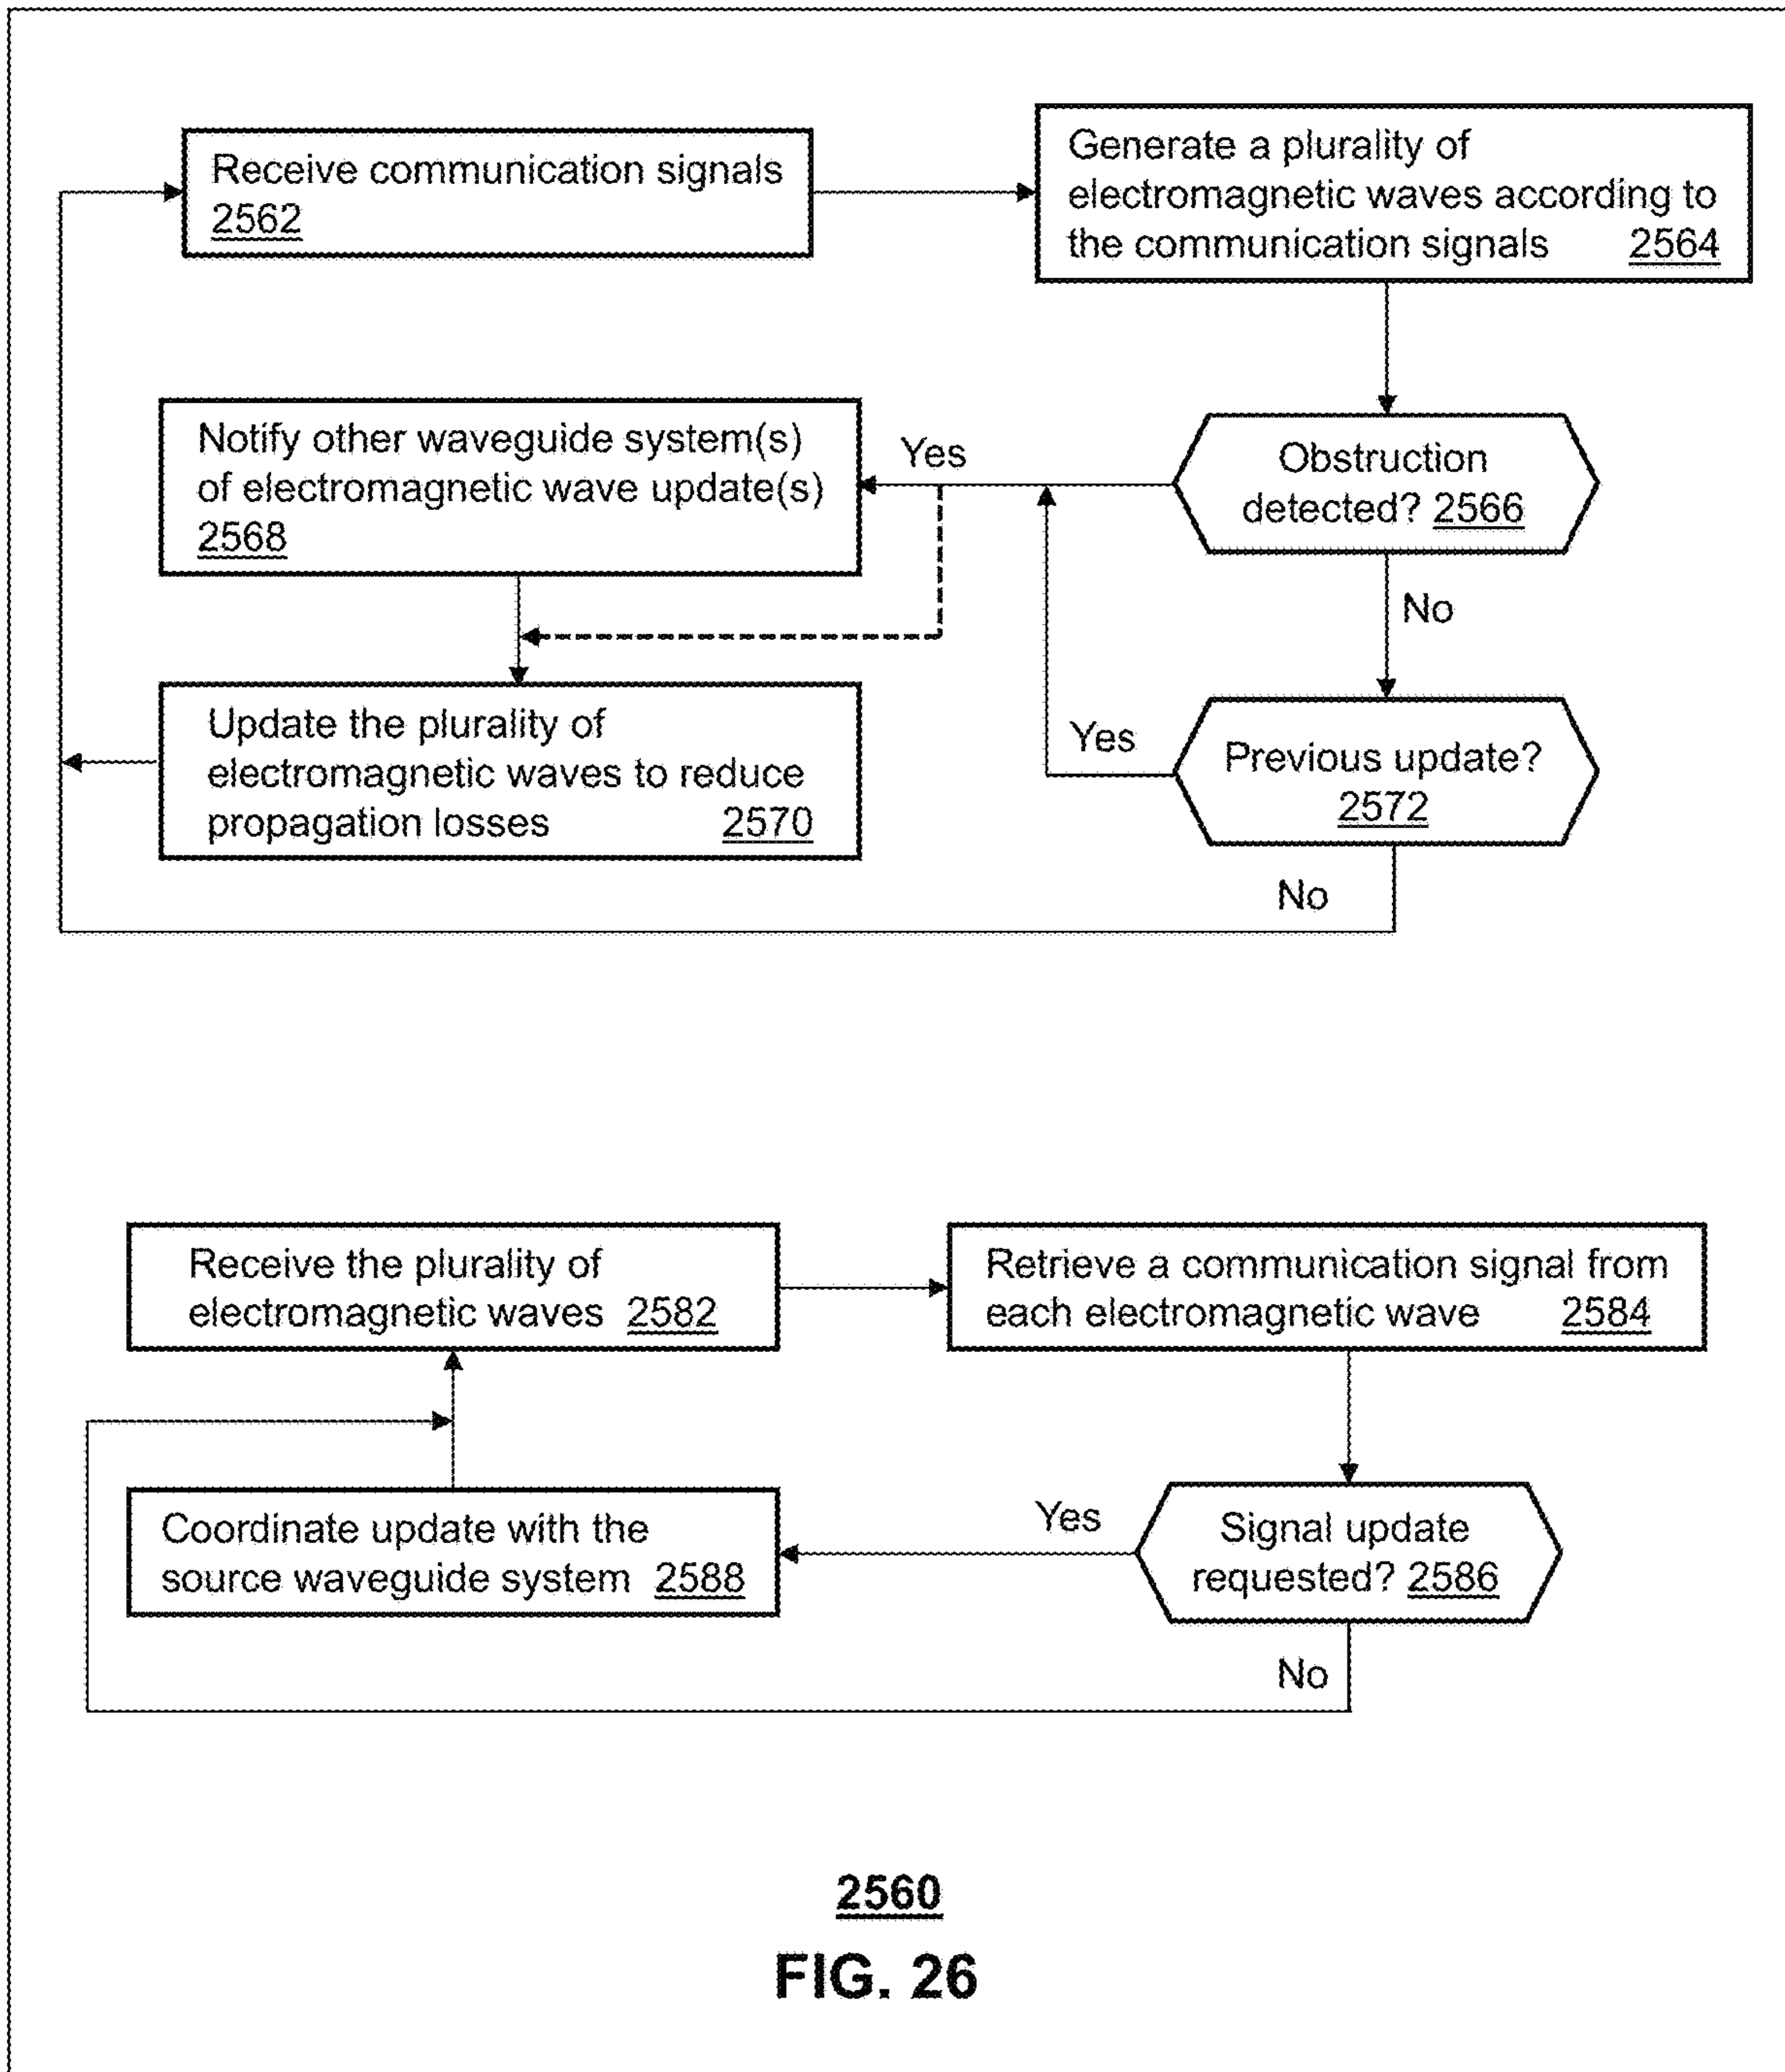 Receive communication signals
2562
Generate a plurality of
electromagnetic waves according to
the communication signals 2564
Notify other waveguide system(s)
of electromagnetic wave update(s)
2568
Yes
Obstruction
detected? 2566
No
Update the plurality of
electromagnetic waves to reduce
propagation losses 2570
Yes
Previous update?
2572
No
Receive the plurality of
electromagnetic waves 2582
Retrieve a communication signal from
each electromagnetic wave 2584
Coordinate update with the
source waveguide system 2588
Yes
Signal update
requested? 2586
No
2560
FIG. 26